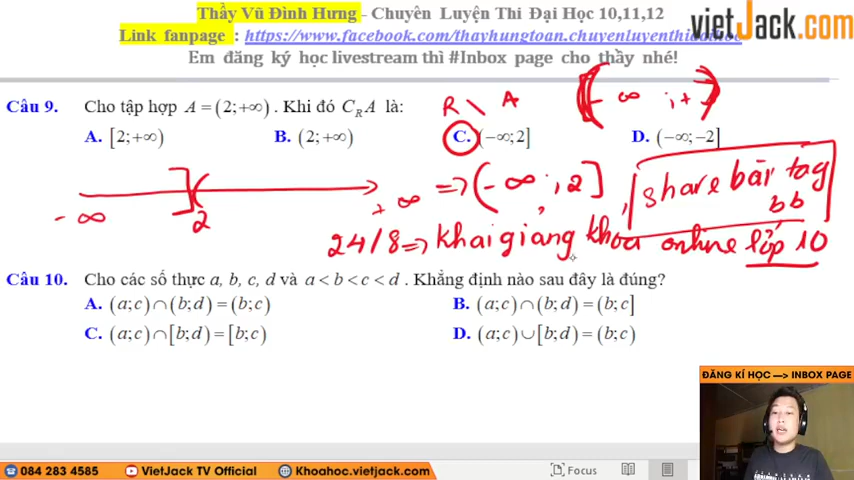 Thầy Vũ Đình Hưng - Chuyên Luyện Thi Đại Học 10,11,12
vietJack.com
Link fanpage : https://www.facebook.com/thayhungtoan.chuyenluyenthidaihoc
Em đăng ký học livestream thì #Inbox page cho thầy nhé!
Câu 9. Cho tập hợp A = (2;+∞). Khi đó C_R A là:
R \ A
(-∞ ; +)
A. [2;+∞) B. (2;+∞) C. (−∞;2] D. (−∞;−2]
-∞ 2 +∞ => (-∞ ; 2]
share bài tag
bb
24/8 => khai giảng khóa online lớp 10
Câu 10. Cho các số thực a, b, c, d và a < b < c < d. Khẳng định nào sau đây là đúng?
A. (a;c)∩(b;d)=(b;c) B. (a;c)∩(b;d)=(b;c]
C. (a;c)∩[b;d)=[b;c) D. (a;c)∪[b;d)=(b;c)
ĐĂNG KÍ HỌC —> INBOX PAGE
084 283 4585 VietJack TV Official Khoahoc.vietjack.com
Focus